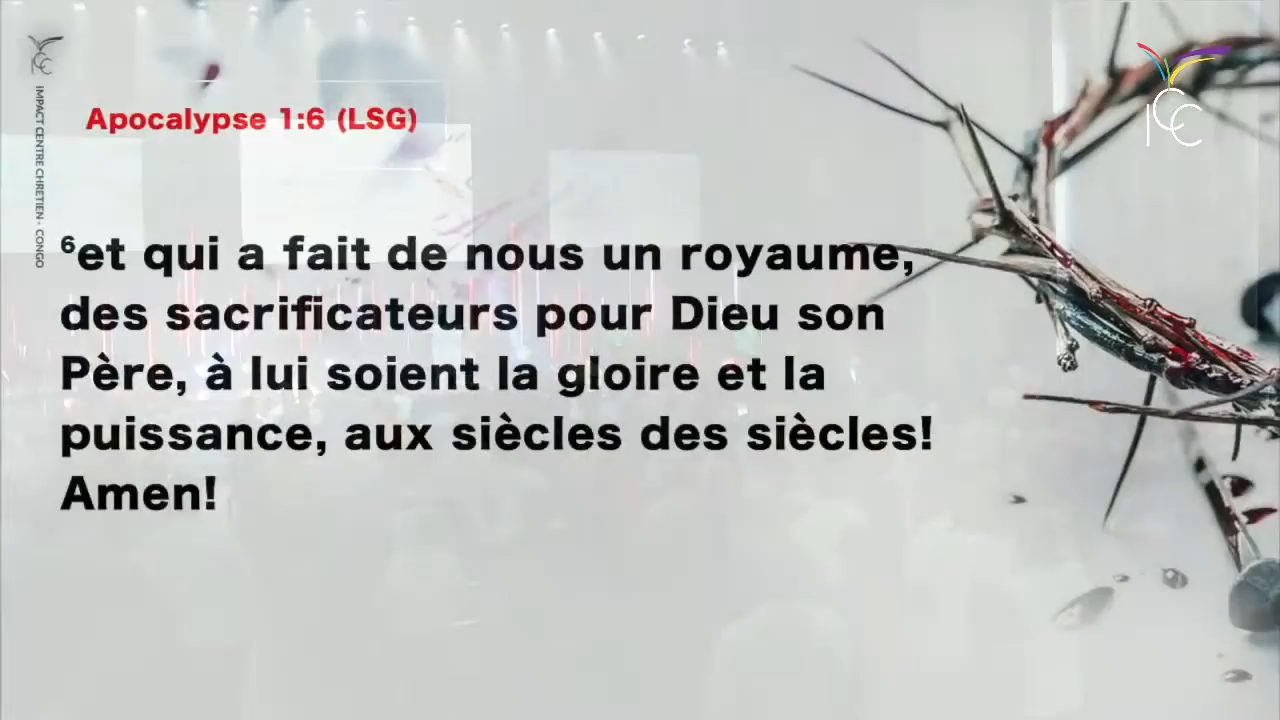 ICC
IMPACT CENTRE CHRETIEN - CONGO
ICC
Apocalypse 1:6 (LSG)
6et qui a fait de nous un royaume,
des sacrificateurs pour Dieu son
Père, à lui soient la gloire et la
puissance, aux siècles des siècles!
Amen!